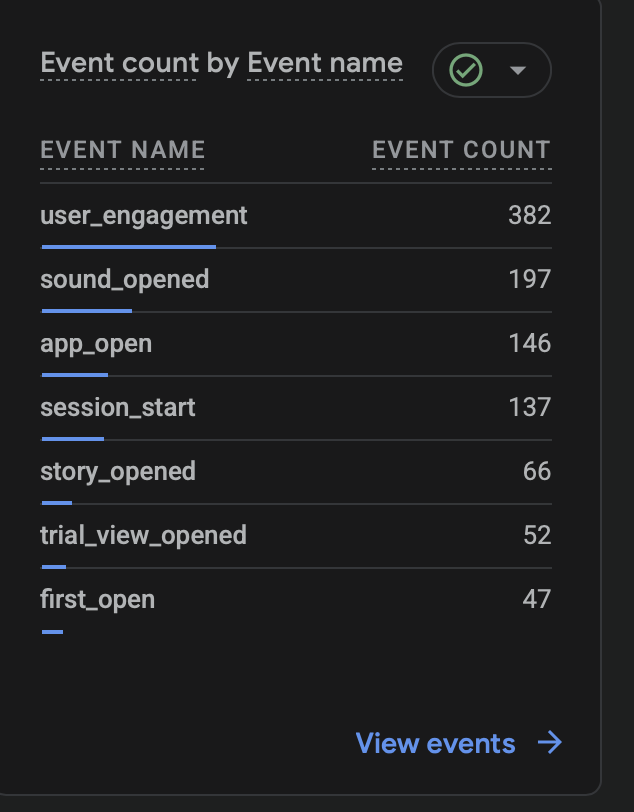 Event count by Event name
EVENT NAME EVENT COUNT
user_engagement 382
sound_opened 197
app_open 146
session_start 137
story_opened 66
trial_view_opened 52
first_open 47
View events